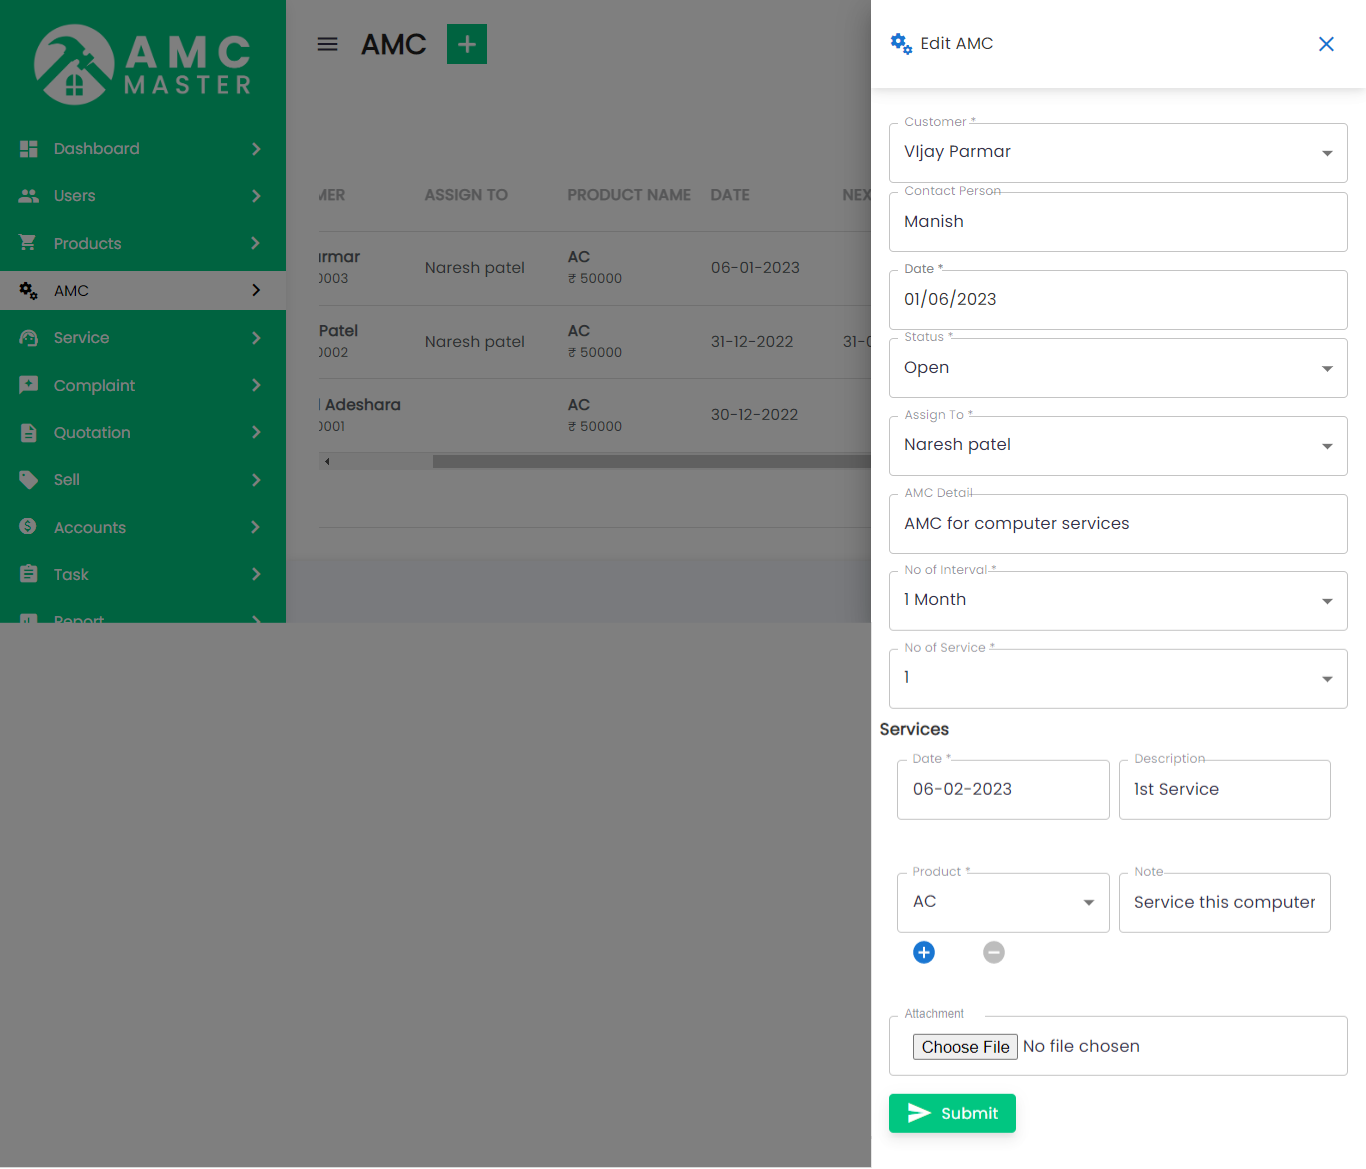 AMC
MASTER
Dashboard
Users
Products
AMC
Service
Complaint
Quotation
Sell
Accounts
Task
Report
AMC
ASSIGN TO PRODUCT NAME DATE
Naresh patel AC 06-01-2023
₹ 50000
Patel Naresh patel AC 31-12-2022
0002 ₹ 50000
Adeshara AC 30-12-2022
0001 ₹ 50000
Edit AMC
Customer *
VIjay Parmar
Contact Person
Manish
Date *
01/06/2023
Status *
Open
Assign To *
Naresh patel
AMC Detail
AMC for computer services
No of Interval *
1 Month
No of Service *
1
Services
Date * Description
06-02-2023 1st Service
Product * Note
AC Service this computer
Attachment
Choose File No file chosen
Submit